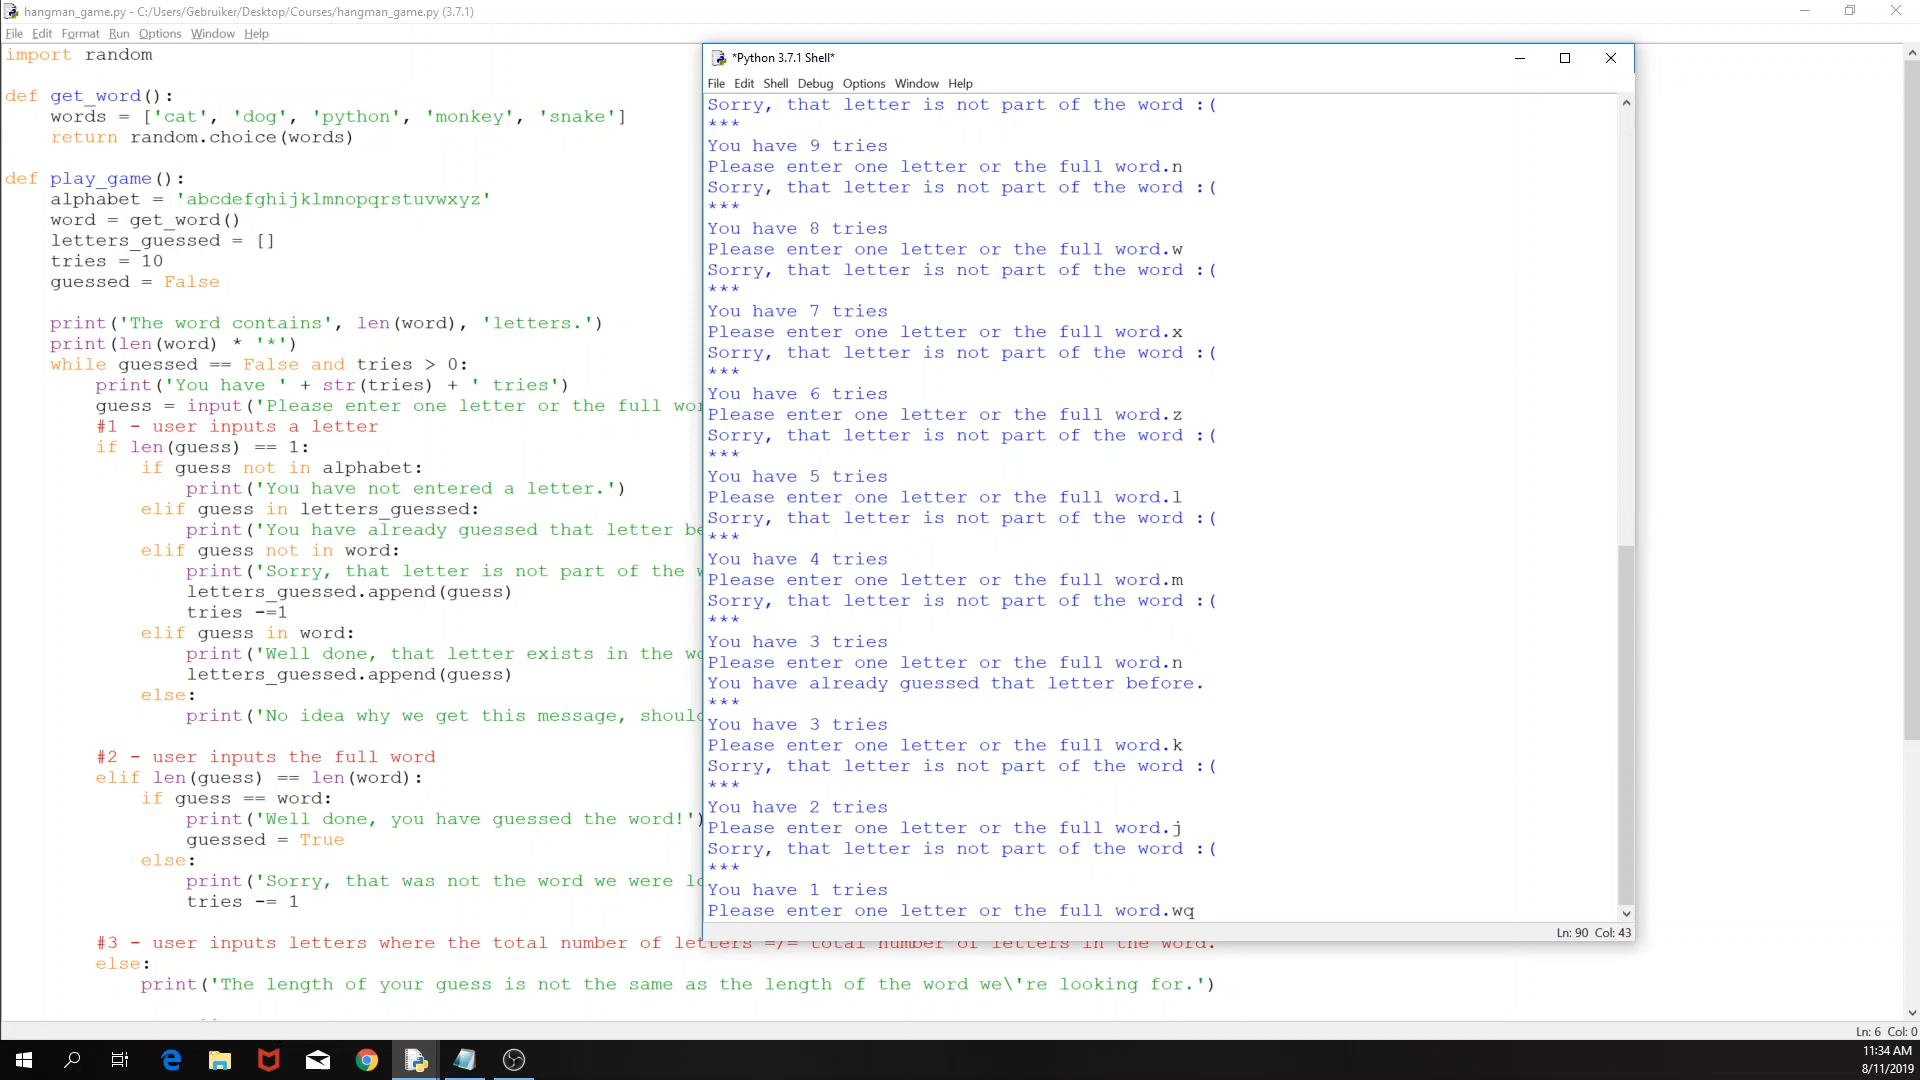 hangman_game.py - C:/Users/Gebruiker/Desktop/Courses/hangman_game.py (3.7.1)
File Edit Format Run Options Window Help
import random
def get_word():
words = ['cat', 'dog', 'python', 'monkey', 'snake']
return random.choice(words)
def play_game():
alphabet = 'abcdefghijklmnopqrstuvwxyz'
word = get_word()
letters_guessed = []
tries = 10
guessed = False
print('The word contains', len(word), 'letters.')
print(len(word) * '*')
while guessed == False and tries > 0:
print('You have ' + str(tries) + ' tries')
guess = input('Please enter one letter or the full wor
#1 - user inputs a letter
if len(guess) == 1:
if guess not in alphabet:
print('You have not entered a letter.')
elif guess in letters_guessed:
print('You have already guessed that letter be
elif guess not in word:
print('Sorry, that letter is not part of the w
letters_guessed.append(guess)
tries -=1
elif guess in word:
print('Well done, that letter exists in the wo
letters_guessed.append(guess)
else:
print('No idea why we get this message, shoul
#2 - user inputs the full word
elif len(guess) == len(word):
if guess == word:
print('Well done, you have guessed the word!')
guessed = True
else:
print('Sorry, that was not the word we were lo
tries -= 1
#3 - user inputs letters where the total number of letters =/= total number of letters in the word.
else:
print('The length of your guess is not the same as the length of the word we\'re looking for.')
Ln: 6 Col: 0
*Python 3.7.1 Shell*
File Edit Shell Debug Options Window Help
Sorry, that letter is not part of the word :(
***
You have 9 tries
Please enter one letter or the full word.n
Sorry, that letter is not part of the word :(
***
You have 8 tries
Please enter one letter or the full word.w
Sorry, that letter is not part of the word :(
***
You have 7 tries
Please enter one letter or the full word.x
Sorry, that letter is not part of the word :(
***
You have 6 tries
Please enter one letter or the full word.z
Sorry, that letter is not part of the word :(
***
You have 5 tries
Please enter one letter or the full word.l
Sorry, that letter is not part of the word :(
***
You have 4 tries
Please enter one letter or the full word.m
Sorry, that letter is not part of the word :(
***
You have 3 tries
Please enter one letter or the full word.n
You have already guessed that letter before.
***
You have 3 tries
Please enter one letter or the full word.k
Sorry, that letter is not part of the word :(
***
You have 2 tries
Please enter one letter or the full word.j
Sorry, that letter is not part of the word :(
***
You have 1 tries
Please enter one letter or the full word.wq
Ln: 90 Col: 43
11:34 AM
8/11/2019